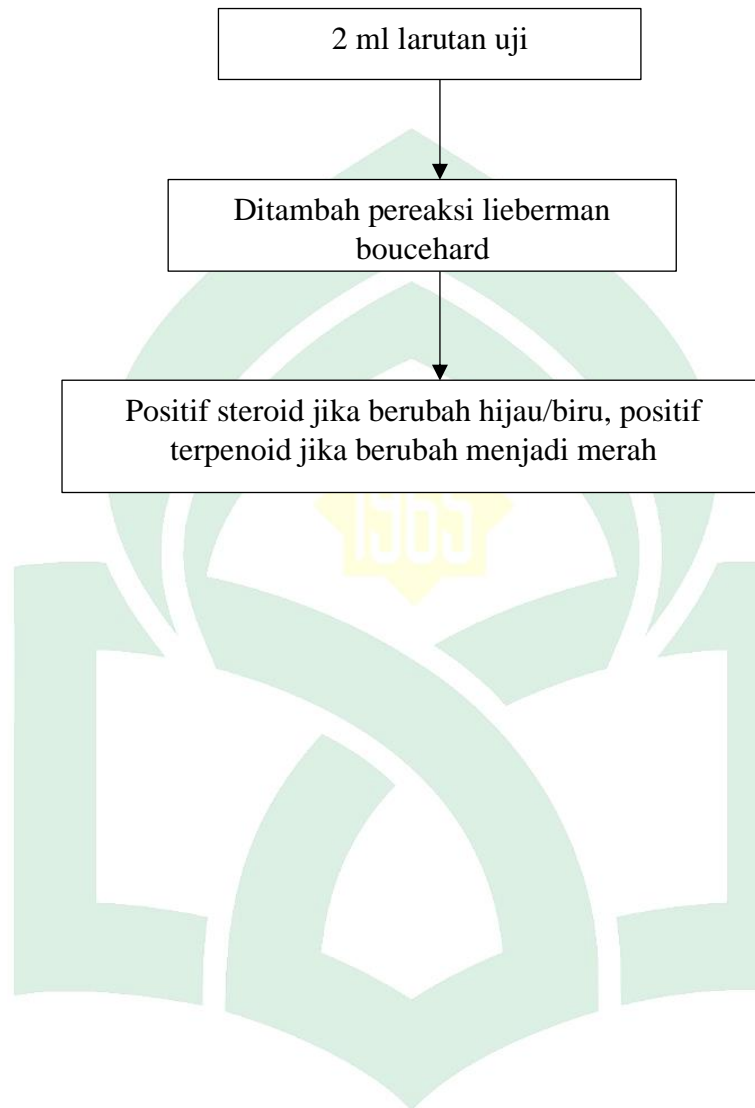 2 ml larutan uji
Ditambah pereaksi lieberman
boucehard
Positif steroid jika berubah hijau/biru, positif
terpenoid jika berubah menjadi merah
1965